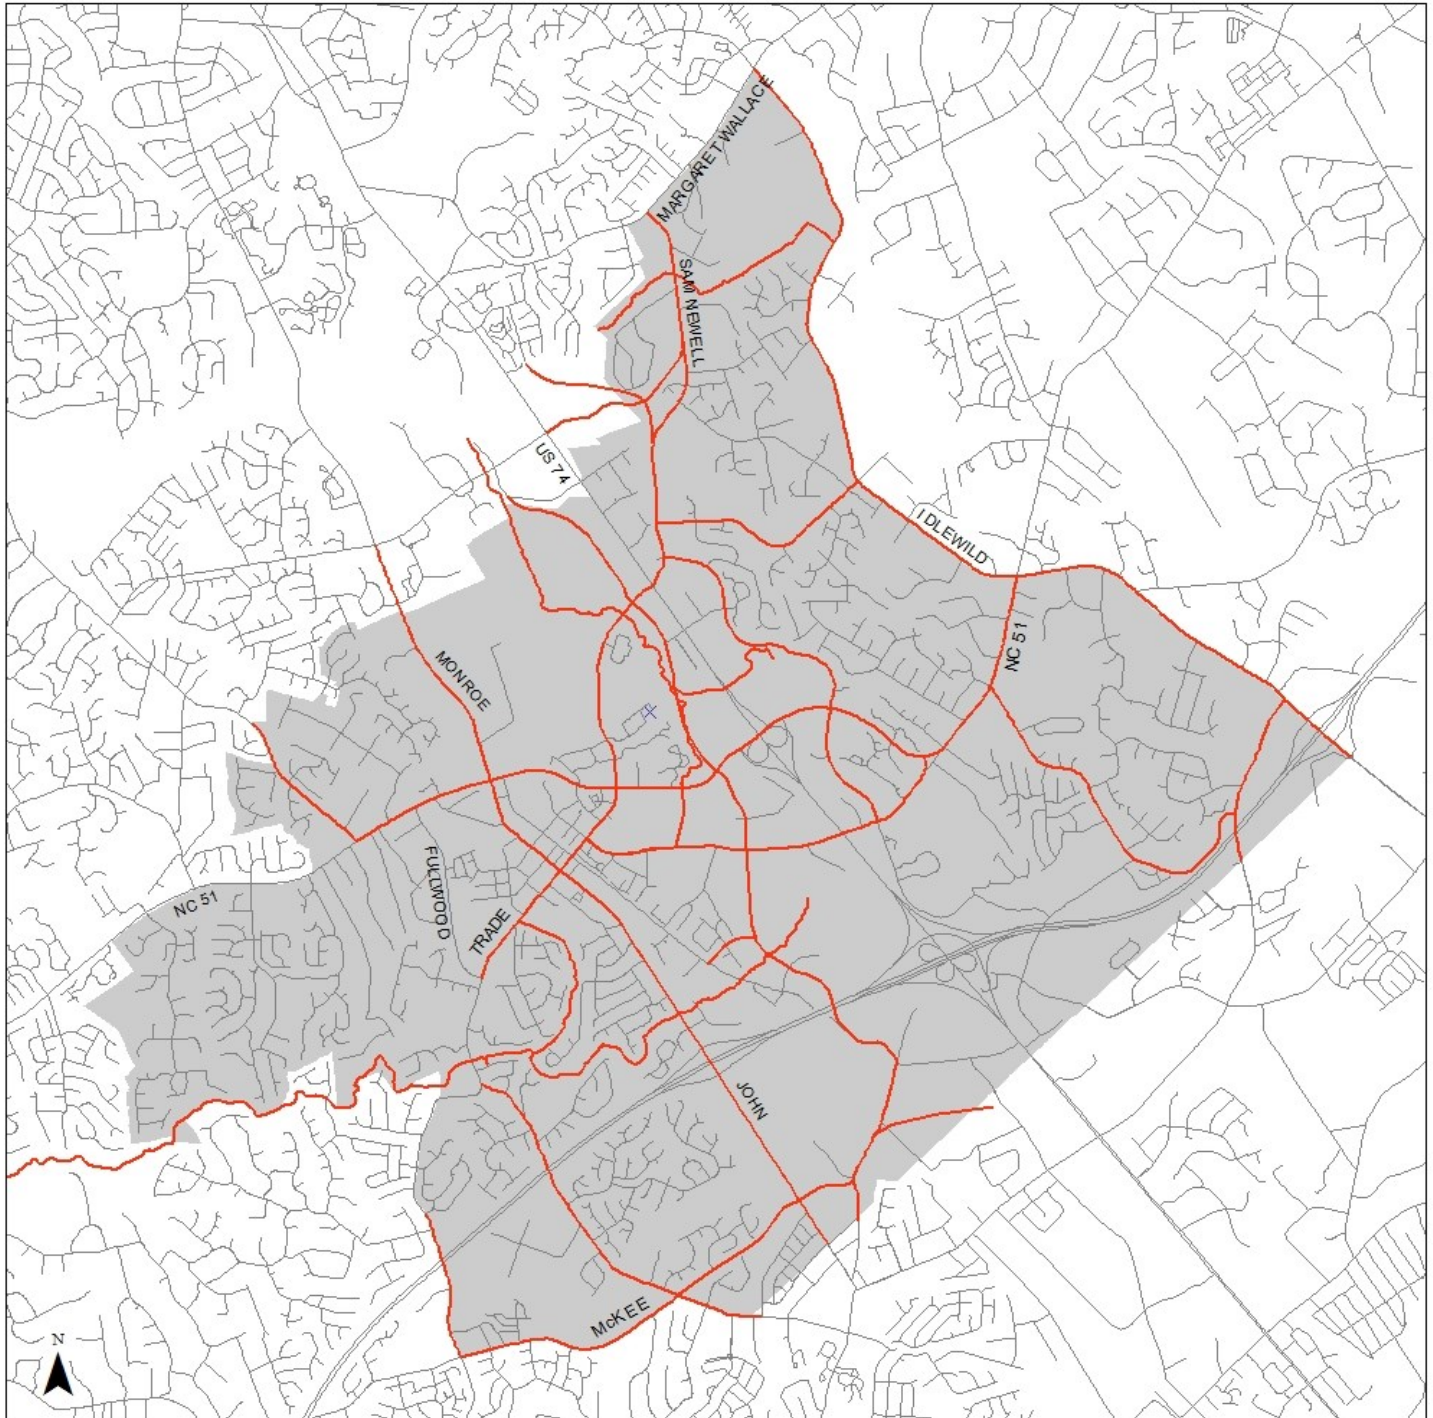 MARGARET WALLACE
SAM NEWELL
US 74
IDLEWILD
NC 51
MONROE
FULLWOOD
NC 51
TRADE
JOHN
McKEE
N